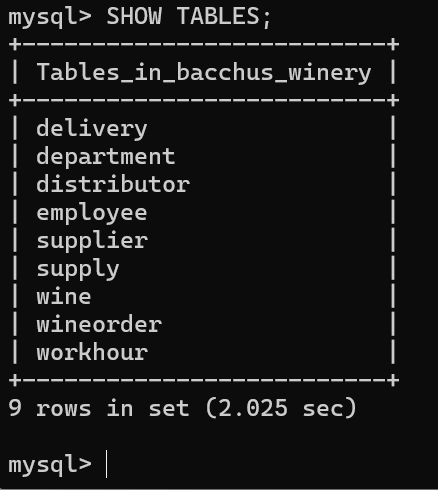 mysql> SHOW TABLES;
+--------------------------+
| Tables_in_bacchus_winery |
+--------------------------+
| delivery                 |
| department               |
| distributor              |
| employee                 |
| supplier                 |
| supply                   |
| wine                     |
| wineorder                |
| workhour                 |
+--------------------------+
9 rows in set (2.025 sec)

mysql>